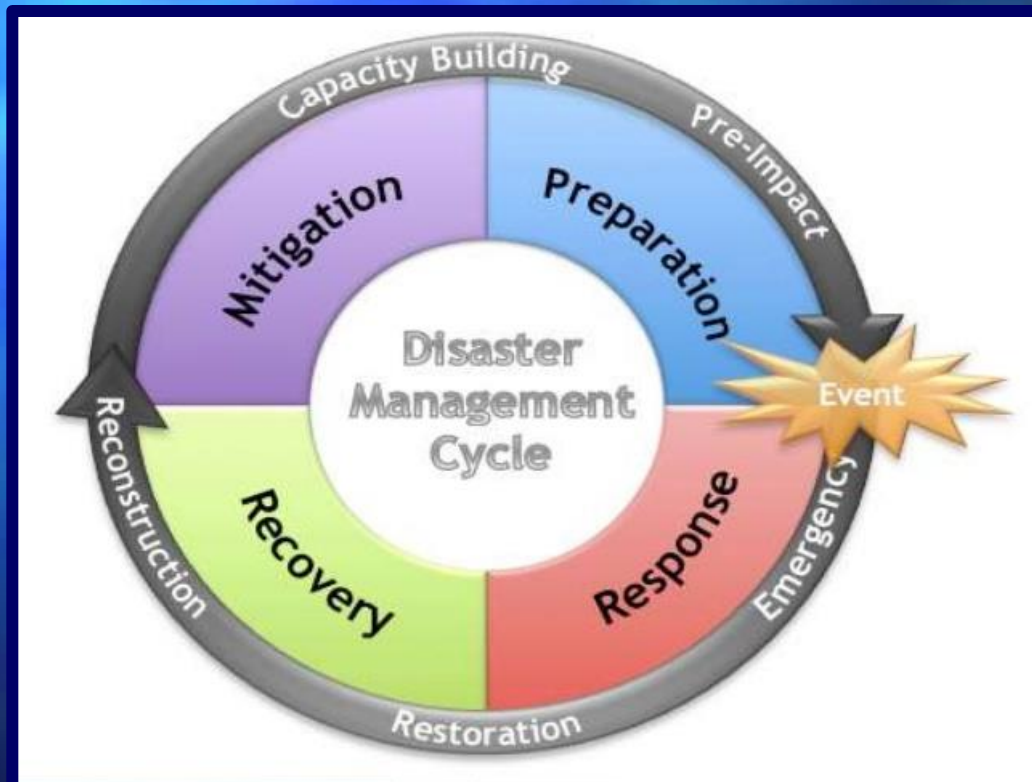 Capacity Building
Pre-Impact
Mitigation
Preparation
Disaster
Management
Cycle
Event
Reconstruction
Emergency
Recovery
Response
Restoration